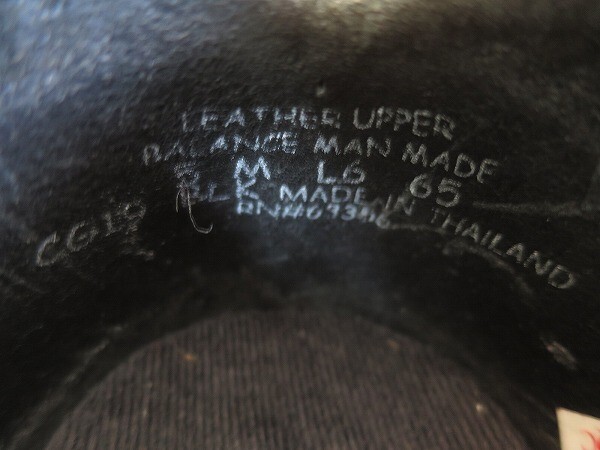 LEATHER UPPER
BALANCE MAN MADE
M L6 65
CG19 BLK MADE IN THAILAND